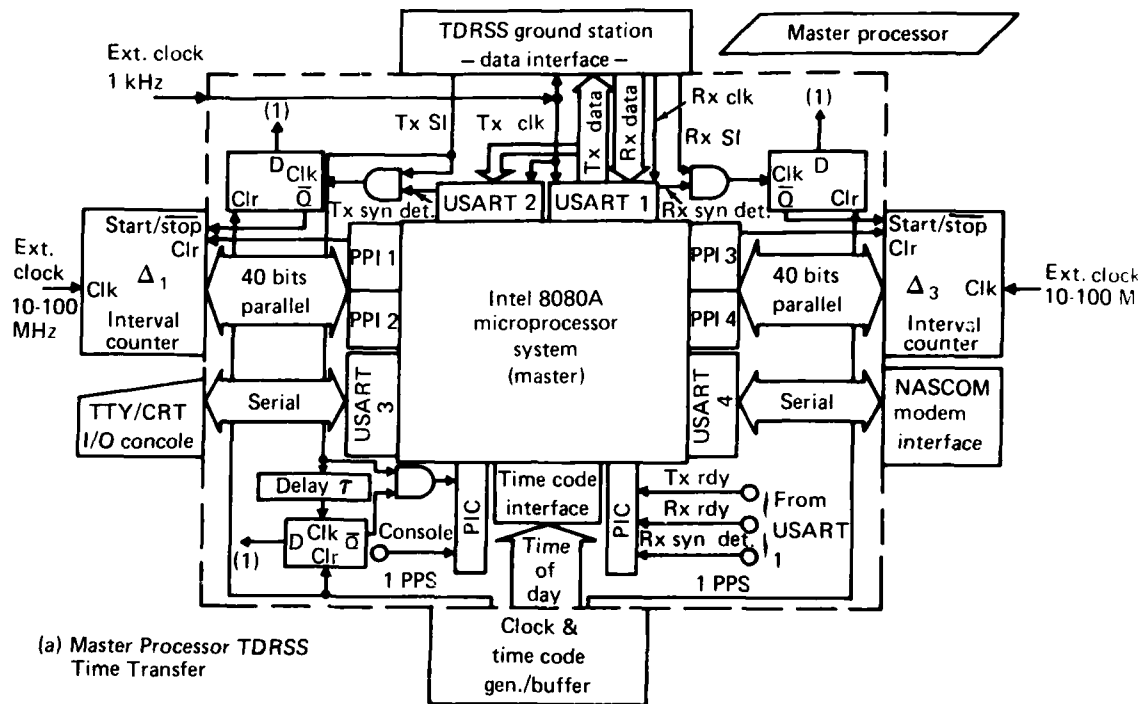 TDRSS ground station
— data interface —
Master processor
Ext. clock
1 kHz
(1)
Tx SI
Tx clk
Tx data
Rx data
Rx clk
Rx SI
(1)
D
Clk
Clr
Q̅
Tx syn det.
USART 2
USART 1
Rx syn det.
D
Clk
Q̅
Clr
Start/s̅t̅o̅p̅
Clr
Δ1
Clk
Interval
counter
Ext.
clock
10-100
MHz
40 bits
parallel
PPI 1
PPI 2
Intel 8080A
microprocessor
system
(master)
PPI 3
PPI 4
40 bits
parallel
Start/s̅t̅o̅p̅
Clr
Δ3
Clk
Interval
counter
Ext. clock
10-100 M
TTY/CRT
I/O concole
Serial
USART
3
USART
4
Serial
NASCOM
modem
interface
Delay τ
D
Clk
Q̅
Clr
(1)
Console
1 PPS
PIC
Time code
interface
Time
of
day
PIC
Tx rdy
Rx rdy
Rx syn det.
From
USART
1
1 PPS
Clock &
time code
gen./buffer
(a) Master Processor TDRSS
Time Transfer